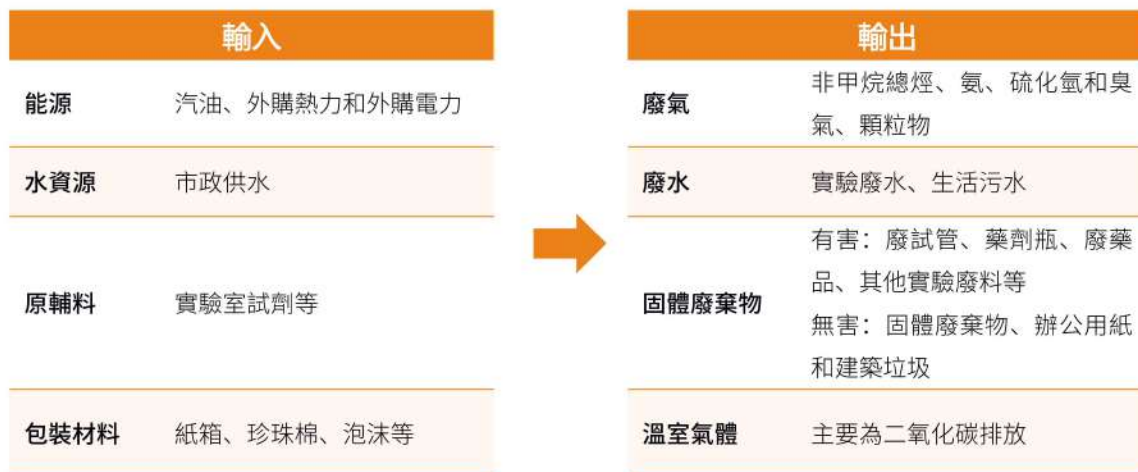 輸入
能源 汽油、外購熱力和外購電力
水資源 市政供水
原輔料 實驗室試劑等
包裝材料 紙箱、珍珠棉、泡沫等
輸出
廢氣 非甲烷總烴、氨、硫化氫和臭
氣、顆粒物
廢水 實驗廢水、生活污水
固體廢棄物 有害：廢試管、藥劑瓶、廢藥
品、其他實驗廢料等
無害：固體廢棄物、辦公用紙
和建築垃圾
溫室氣體 主要為二氧化碳排放